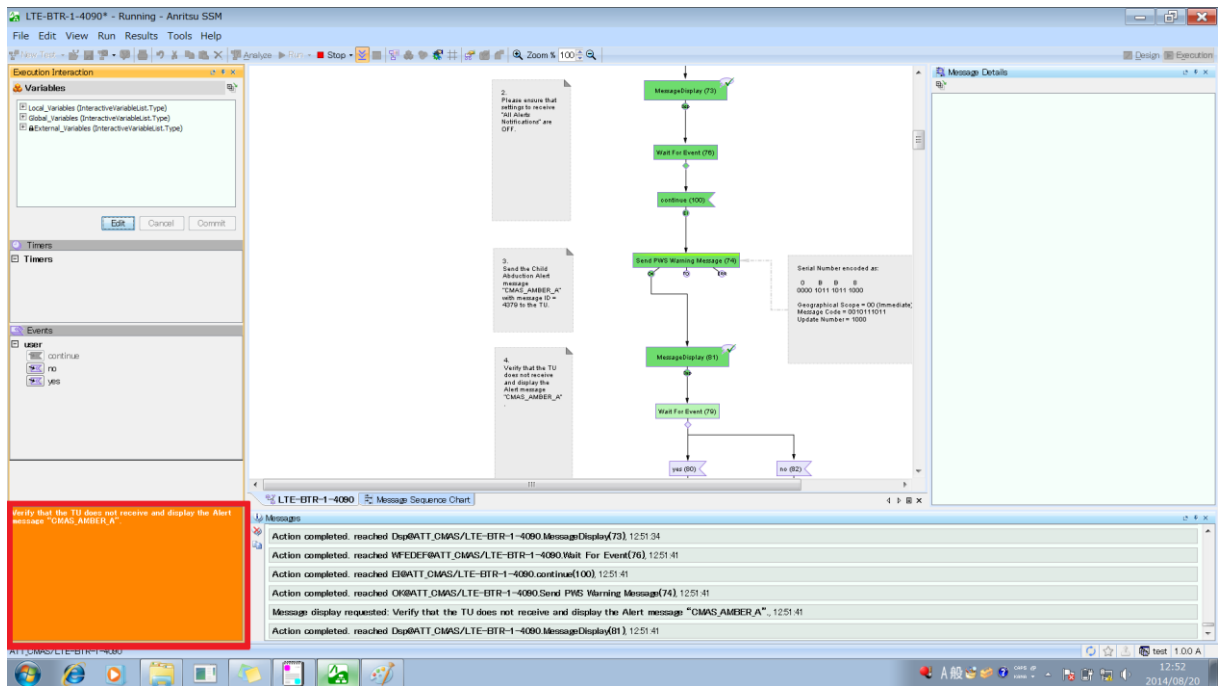 LTE-BTR-1-4090* - Running - Anritsu SSM
File Edit View Run Results Tools Help
New Test Analyze Run Stop Zoom % 100 Design Execution
Execution Interaction
Variables
Local_Variables (InteractiveVariableList.Type)
Global_Variables (InteractiveVariableList.Type)
External_Variables (InteractiveVariableList.Type)
Edit Cancel Commit
Timers
Timers
Events
user
continue
no
yes
Verify that the TU does not receive and display the Alert
message "CMAS_AMBER_A".
2.
Please ensure that
settings to receive
"All Alerts
Notifications" are
OFF.
3.
Send the Child
Abduction Alert
message
"CMAS_AMBER_A"
with message ID =
4379 to the TU.
4.
Verify that the TU
does not receive
and display the
Alert message
"CMAS_AMBER_A"
.
MessageDisplay (73)
Wait For Event (76)
continue (100)
Send PWS Warning Message (74)
MessageDisplay (81)
Wait For Event (79)
yes (80)
no (82)
Serial Number encoded as:
0 B B 8
0000 1011 1011 1000
Geographical Scope = 00 (Immediate)
Message Code = 0010111011
Update Number = 1000
LTE-BTR-1-4090 Message Sequence Chart
Message Details
Messages
Action completed. reached Dsp@ATT_CMAS/LTE-BTR-1-4090.MessageDisplay(73), 12:51:34
Action completed. reached WFEDEF@ATT_CMAS/LTE-BTR-1-4090.Wait For Event(76), 12:51:41
Action completed. reached EI@ATT_CMAS/LTE-BTR-1-4090.continue(100), 12:51:41
Action completed. reached OK@ATT_CMAS/LTE-BTR-1-4090.Send PWS Warning Message(74), 12:51:41
Message display requested: Verify that the TU does not receive and display the Alert message "CMAS_AMBER_A"., 12:51:41
Action completed. reached Dsp@ATT_CMAS/LTE-BTR-1-4090.MessageDisplay(81), 12:51:41
ATT_CMAS/LTE-BTR-1-4090
test 1.00 A
A 般
12:52
2014/08/20